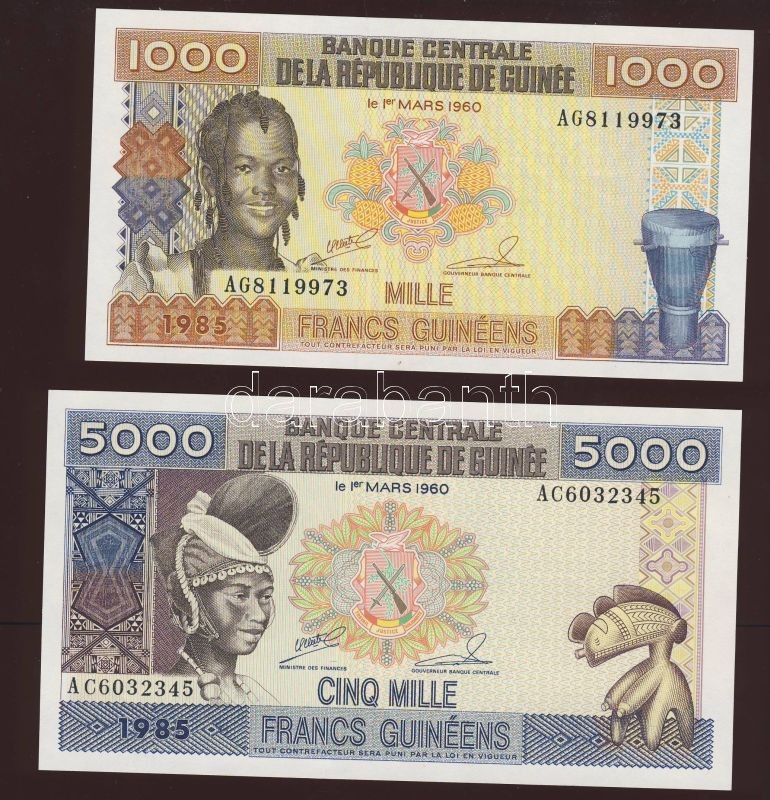 1000
BANQUE CENTRALE
1000
DE LA RÉPUBLIQUE DE GUINÉE
le 1er MARS 1960
AG8119973
JUSTICE
MINISTRE DES FINANCES
GOUVERNEUR BANQUE CENTRALE
AG8119973
MILLE
1985
FRANCS GUINÉENS
TOUT CONTREFACTEUR SERA PUNI PAR LA LOI EN VIGUEUR
darabanth
5000
BANQUE CENTRALE
5000
DE LA RÉPUBLIQUE DE GUINÉE
le 1er MARS 1960
AC6032345
JUSTICE
MINISTRE DES FINANCES
GOUVERNEUR BANQUE CENTRALE
AC6032345
CINQ MILLE
1985
FRANCS GUINÉENS
TOUT CONTREFACTEUR SERA PUNI PAR LA LOI EN VIGUEUR